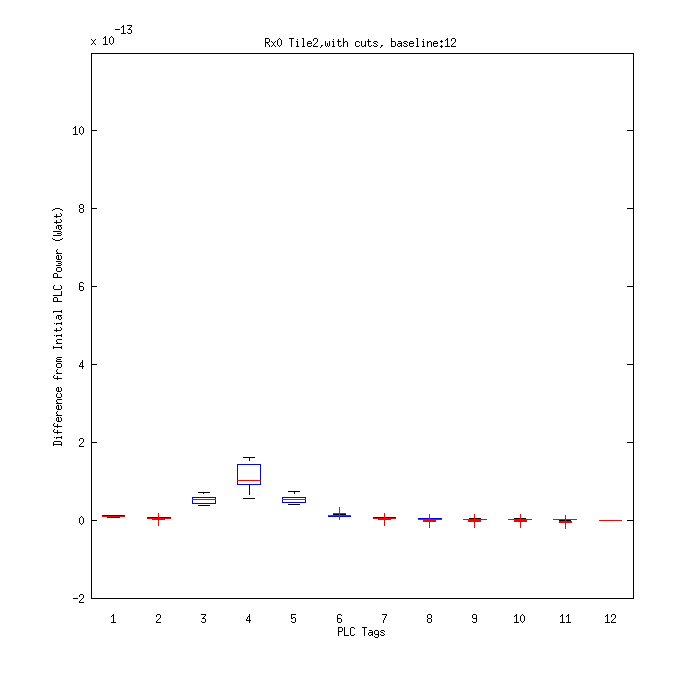 x 10-13
Rx0 Tile2,with cuts, baseline:12
10
8
6
4
2
0
-2
Difference from Initial PLC Power (Watt)
1 2 3 4 5 6 7 8 9 10 11 12
PLC Tags